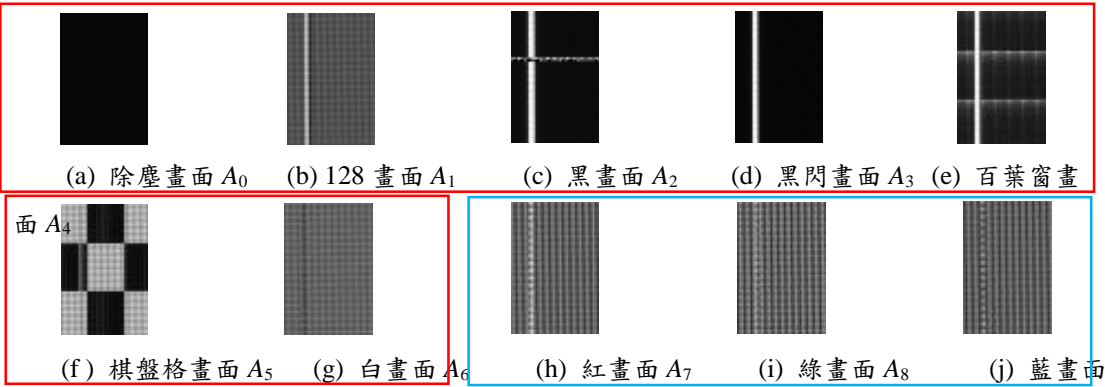 (a) 除塵畫面 A0 (b) 128 畫面 A1 (c) 黑畫面 A2 (d) 黑閃畫面 A3 (e) 百葉窗畫
面 A4
(f) 棋盤格畫面 A5 (g) 白畫面 A6 (h) 紅畫面 A7 (i) 綠畫面 A8 (j) 藍畫面